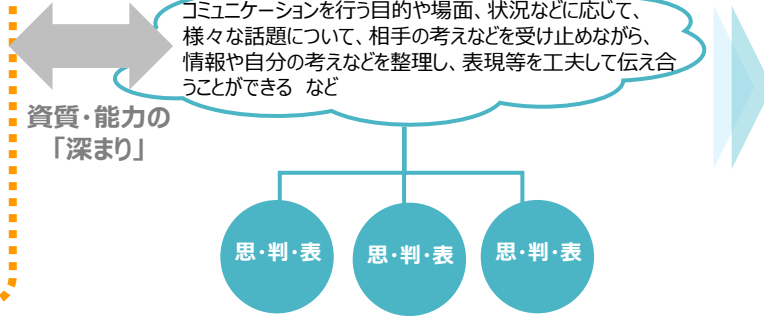 コミュニケーションを行う目的や場面、状況などに応じて、
様々な話題について、相手の考えなどを受け止めながら、
情報や自分の考えなどを整理し、表現等を工夫して伝え合
うことができる など
資質・能力の
「深まり」
思・判・表
思・判・表
思・判・表